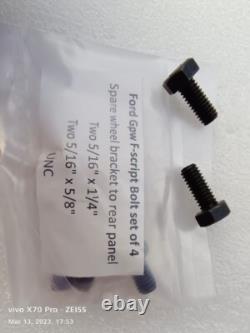 Ford Gpw F-script Bolt set of 4
Spare wheel bracket to rear panel
Two 5/16" x 1¼"
Two 5/16" x 5/8"
UNC
vivo X70 Pro · ZEISS
Mar 13, 2023, 17:53